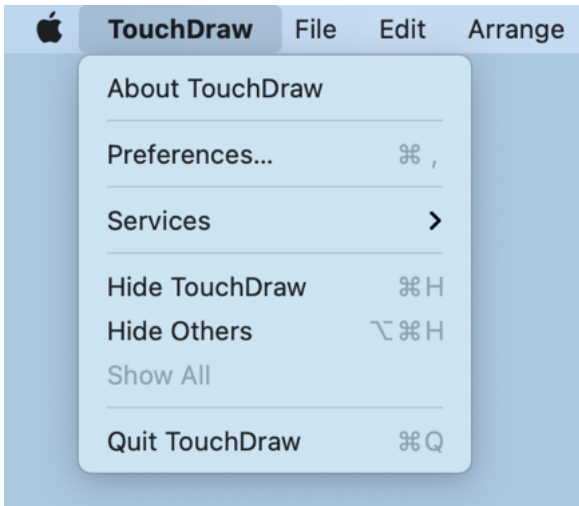 TouchDraw File Edit Arrange
About TouchDraw
Preferences... ⌘ ,
Services
Hide TouchDraw ⌘H
Hide Others ⌥⌘H
Show All
Quit TouchDraw ⌘Q